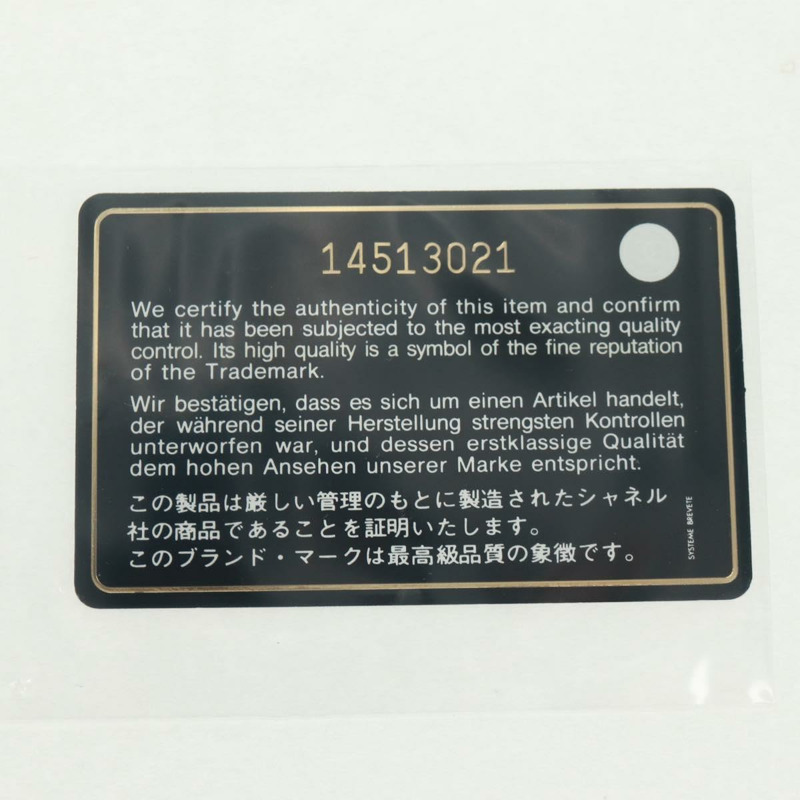 14513021
We certify the authenticity of this item and confirm
that it has been subjected to the most exacting quality
control. Its high quality is a symbol of the fine reputation
of the Trademark.
Wir bestätigen, dass es sich um einen Artikel handelt,
der während seiner Herstellung strengsten Kontrollen
unterworfen war, und dessen erstklassige Qualität
dem hohen Ansehen unserer Marke entspricht.
この製品は厳しい管理のもとに製造されたシャネル
社の商品であることを証明いたします。
このブランド・マークは最高級品質の象徴です。
SYSTEME BREVETE